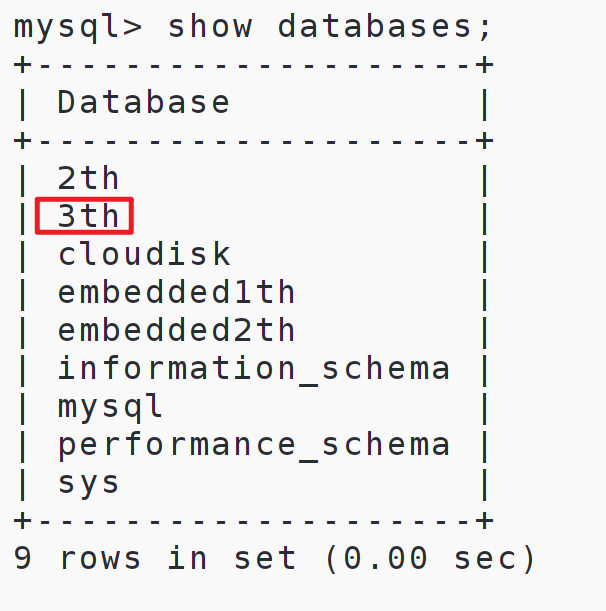 mysql> show databases;
+--------------------+
| Database           |
+--------------------+
| 2th                |
| 3th                |
| cloudisk           |
| embedded1th        |
| embedded2th        |
| information_schema |
| mysql              |
| performance_schema |
| sys                |
+--------------------+
9 rows in set (0.00 sec)